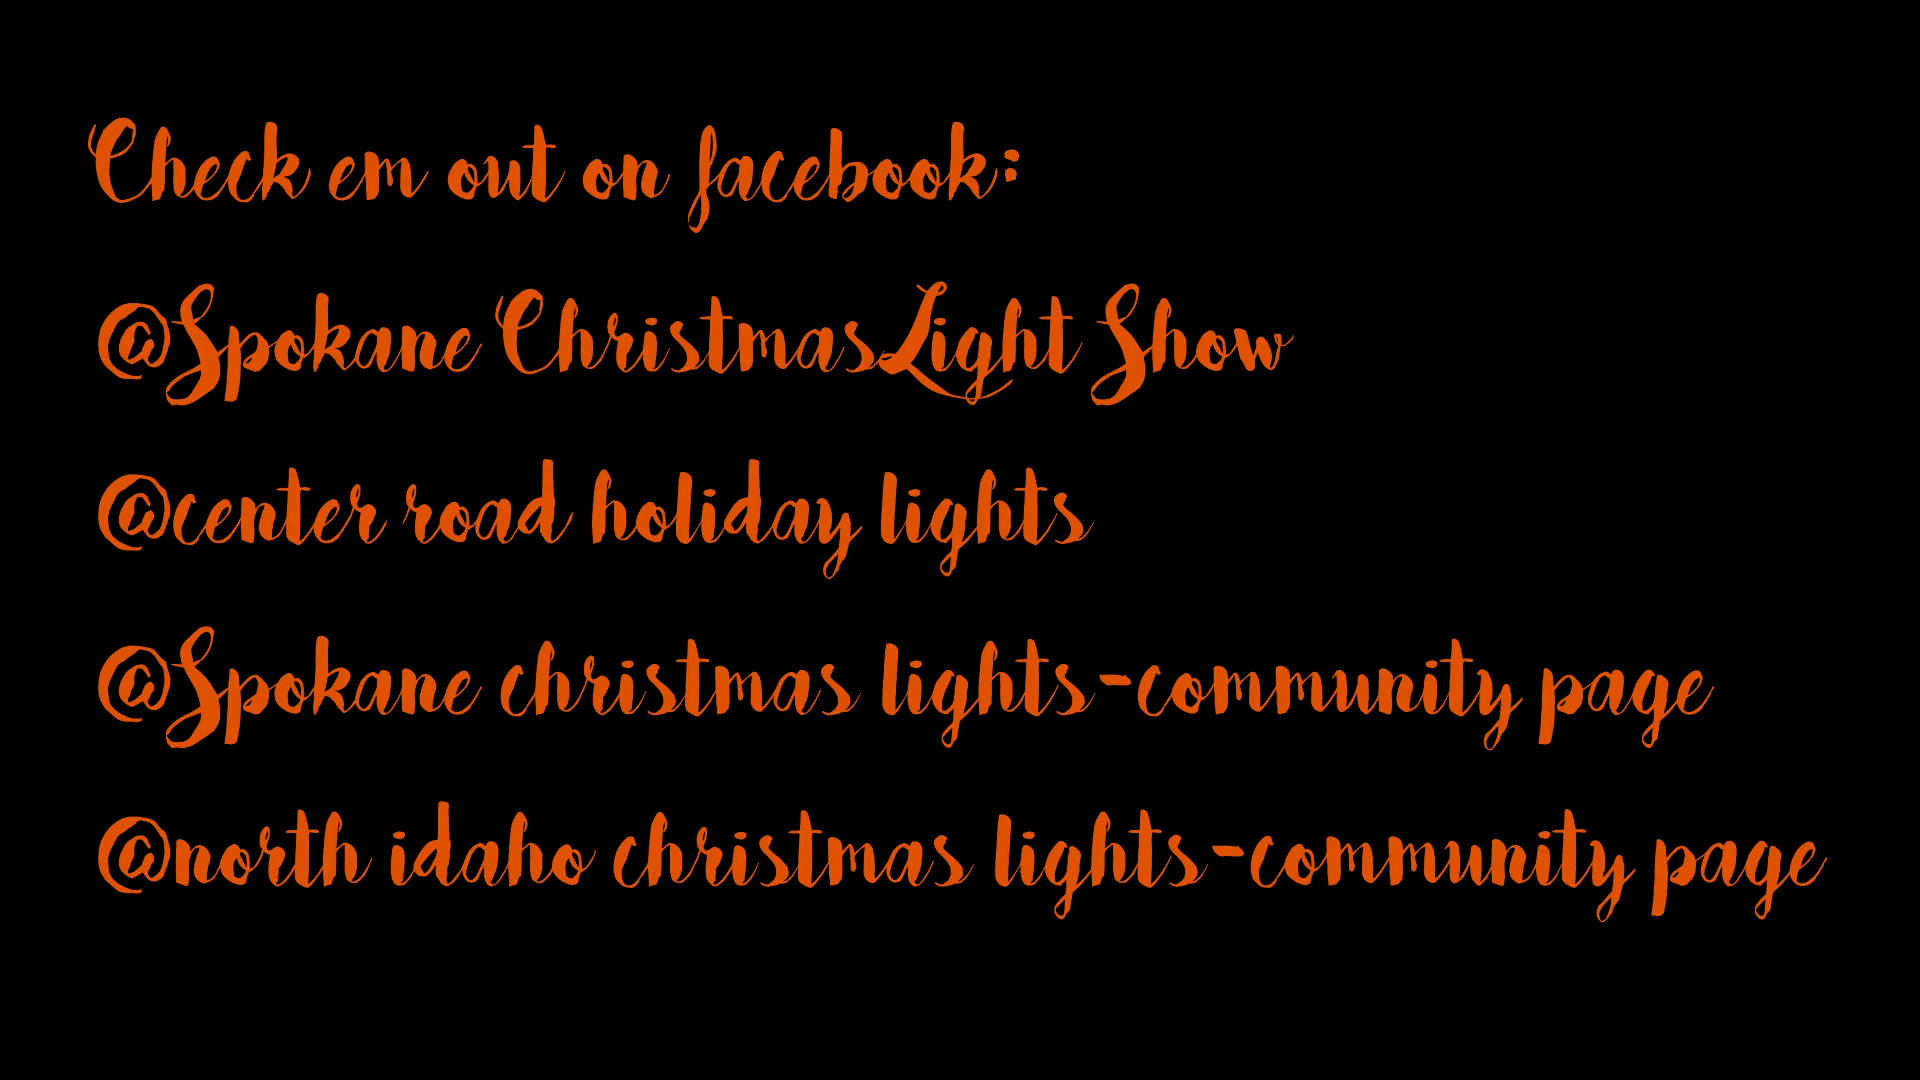 Check em out on facebook:
@Spokane ChristmasLight Show
@center road holiday lights
@Spokane christmas lights-community page
@north idaho christmas lights-community page